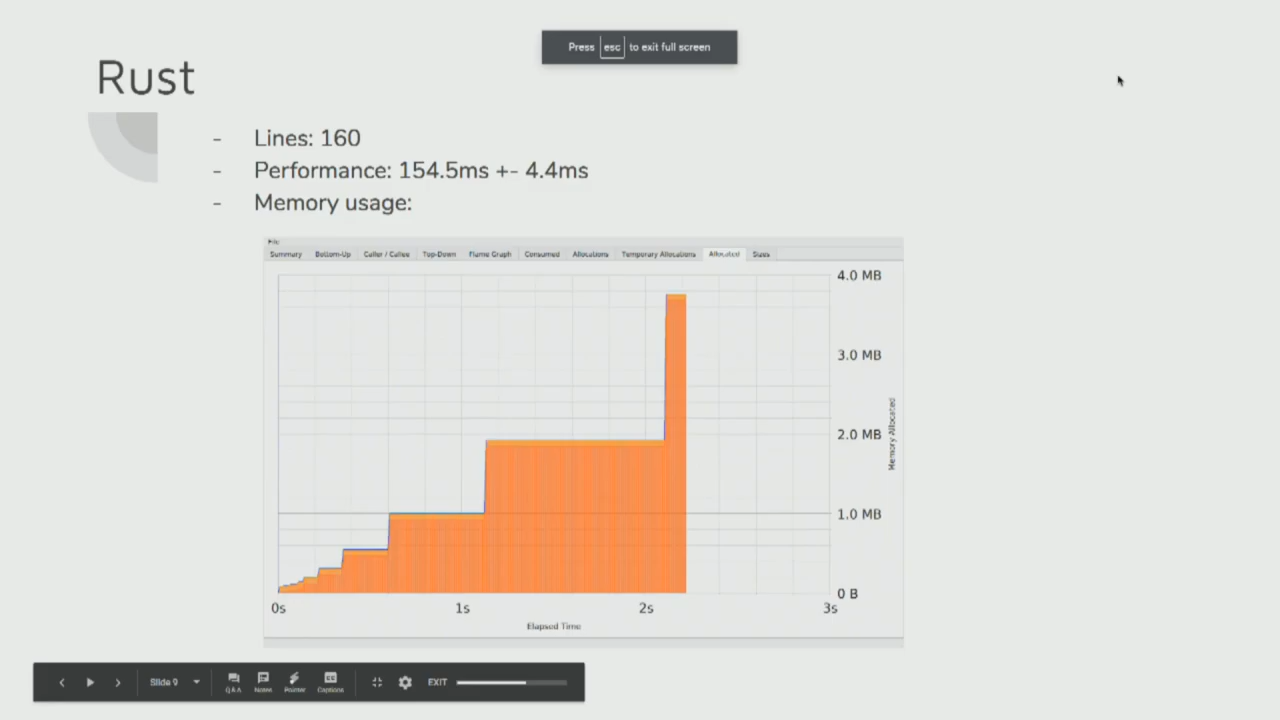 Press esc to exit full screen
Rust
- Lines: 160
- Performance: 154.5ms +- 4.4ms
- Memory usage:
File
Summary Bottom-Up Caller / Callee Top-Down Flame Graph Consumed Allocations Temporary Allocations Allocated Sizes
4.0 MB
3.0 MB
2.0 MB
1.0 MB
0 B
Memory Allocated
0s 1s 2s 3s
Elapsed Time
Slide 9
Q&A Notes Pointer Captions
EXIT